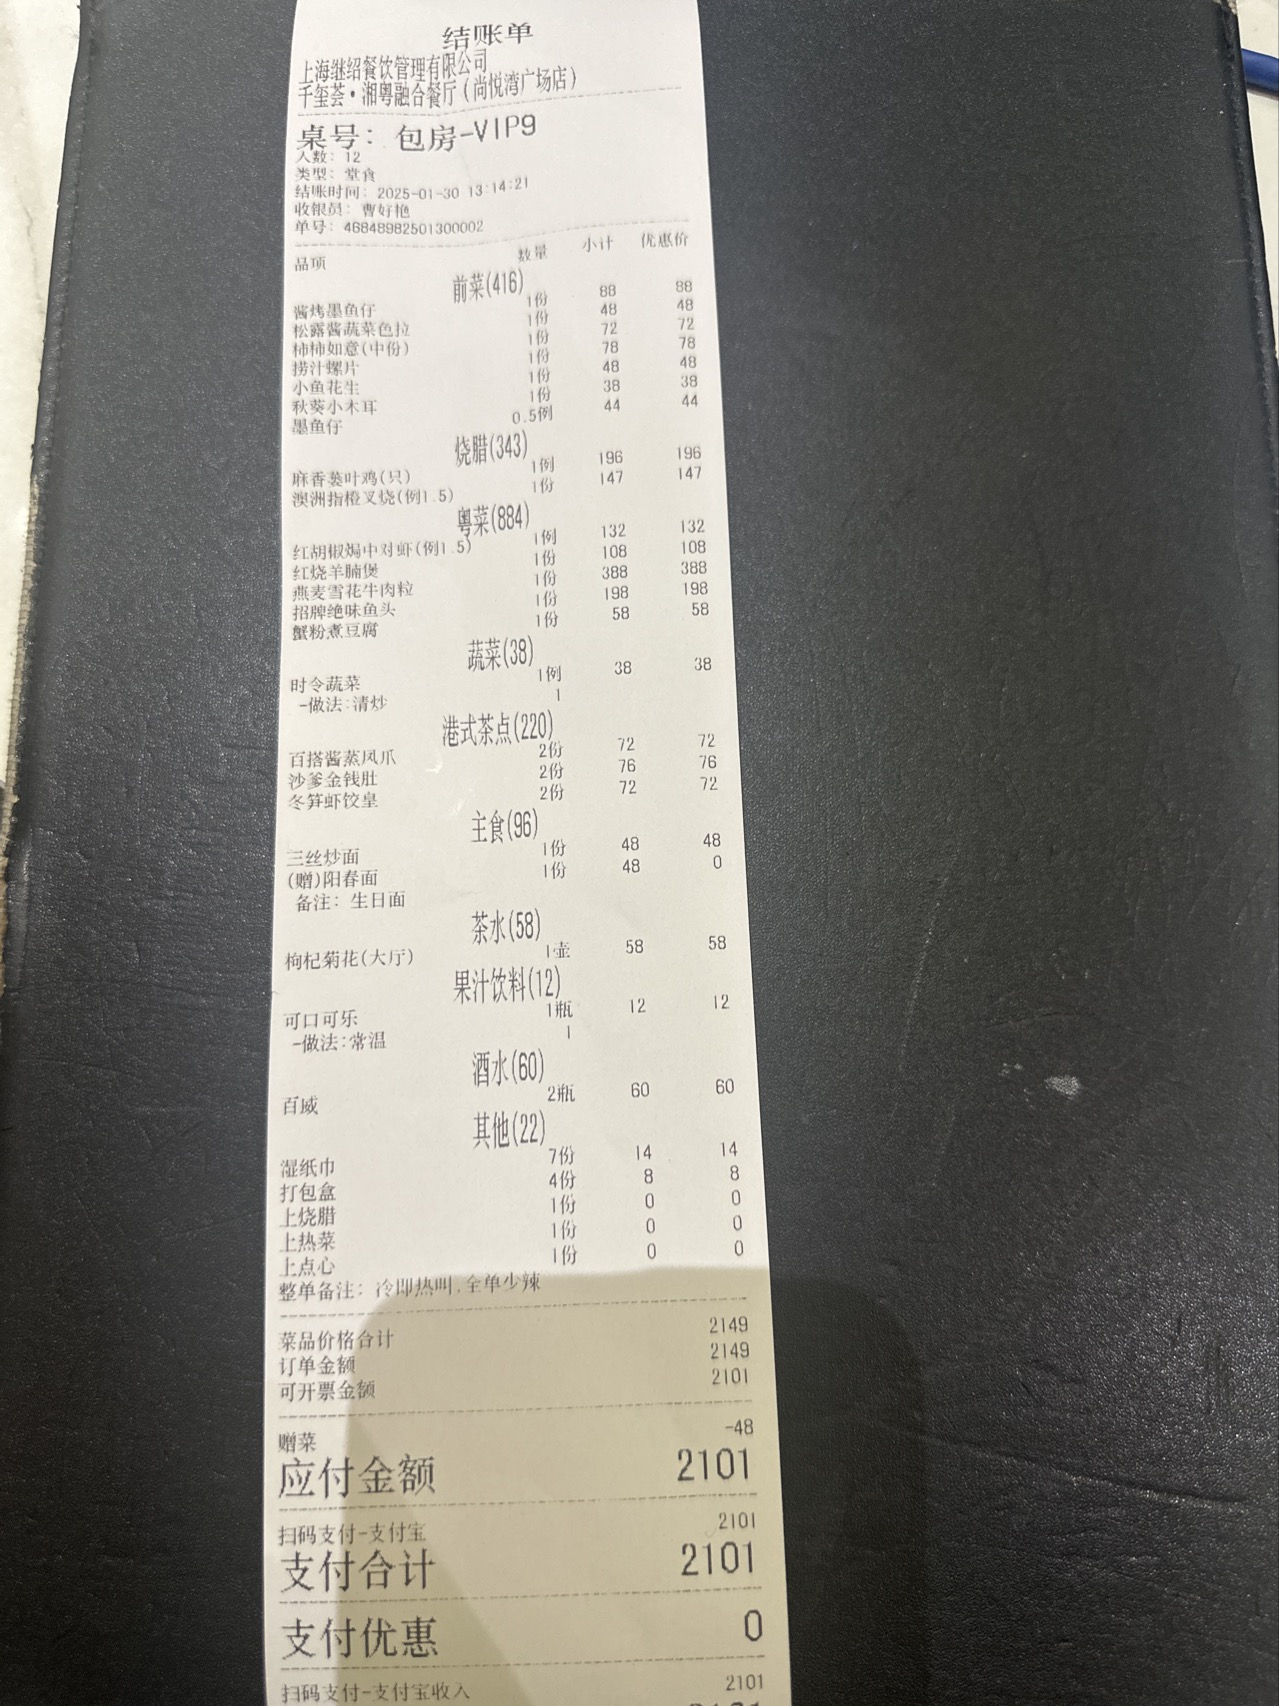 结账单
上海继绍餐饮管理有限公司
千玺荟·湘粤融合餐厅(尚悦湾广场店)
桌号: 包房-VIP9
人数: 12
类型: 堂食
结账时间: 2025-01-30 13:14:21
收银员: 曹好艳
单号: 46848982501300002
品项 数量 小计 优惠价
前菜(416)
酱烤墨鱼仔 1份 88 88
松露酱蔬菜色拉 1份 48 48
柿柿如意(中份) 1份 72 72
捞汁螺片 1份 78 78
小鱼花生 1份 48 48
秋葵小木耳 1份 38 38
墨鱼仔 0.5例 44 44
烧腊(343)
麻香蒌叶鸡(只) 1例 196 196
澳洲指橙叉烧(例1.5) 1份 147 147
粤菜(884)
红胡椒焗中对虾(例1.5) 1例 132 132
红烧羊腩煲 1份 108 108
燕麦雪花牛肉粒 1份 388 388
招牌绝味鱼头 1份 198 198
蟹粉煮豆腐 1份 58 58
蔬菜(38)
时令蔬菜 1例 38 38
-做法:清炒 1
港式茶点(220)
百搭酱蒸凤爪 2份 72 72
沙爹金钱肚 2份 76 76
冬笋虾饺皇 2份 72 72
主食(96)
三丝炒面 1份 48 48
(赠)阳春面 1份 48 0
备注: 生日面
茶水(58)
枸杞菊花(大厅) 1壶 58 58
果汁饮料(12)
可口可乐 1瓶 12 12
-做法:常温 1
酒水(60)
百威 2瓶 60 60
其他(22)
湿纸巾 7份 14 14
打包盒 4份 8 8
上烧腊 1份 0 0
上热菜 1份 0 0
上点心 1份 0 0
整单备注: 冷即热叫,全单少辣
菜品价格合计 2149
订单金额 2149
可开票金额 2101
赠菜 -48
应付金额 2101
扫码支付-支付宝 2101
支付合计 2101
支付优惠 0
扫码支付-支付宝收入 2101